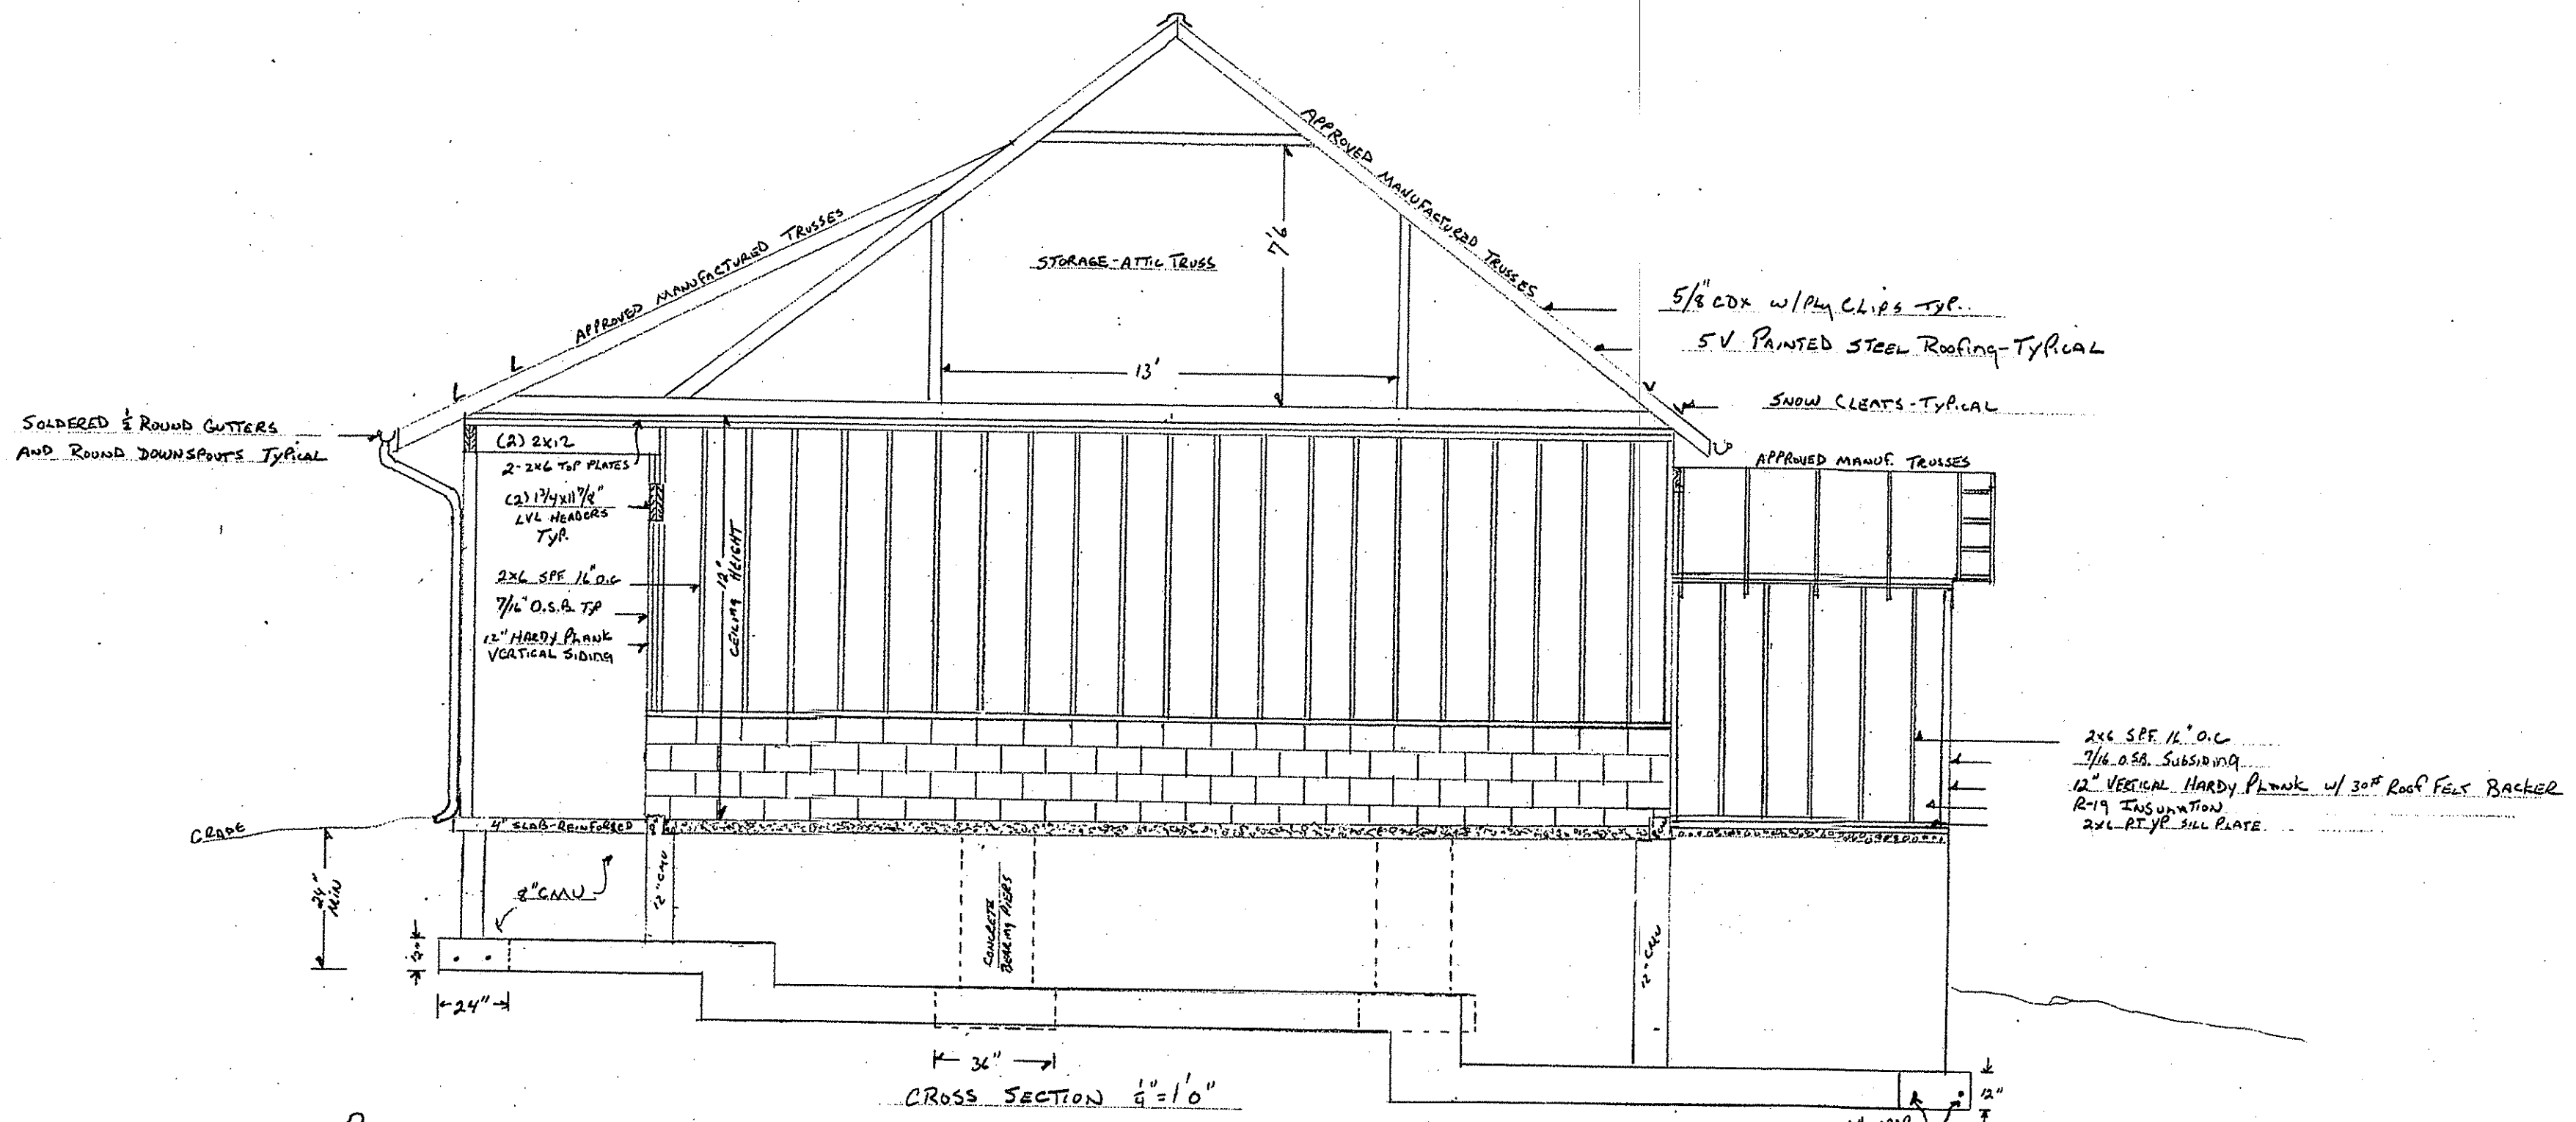 APPROVED MANUFACTURED TRUSSES
APPROVED MANUFACTURED TRUSSES
STORAGE-ATTIC TRUSS
7'6
13'
5/8" CDX W/PLY CLIPS TYP.
5 V PAINTED STEEL ROOFING-TYPICAL
SNOW CLEATS-TYPICAL
SOLDERED ½ ROUND GUTTERS
AND ROUND DOWNSPOUTS TYPICAL
(2) 2X12
2-2X6 TOP PLATES
(2) 1¾X11⅞"
LVL HEADERS
TYP.
APPROVED MANUF. TRUSSES
2X6 SPF 16" O.C
7/16" O.S.B. TYP
12" HARDY PLANK
VERTICAL SIDING
CEILING HEIGHT
2X6 SPF 16" O.C
7/16 O.S.B. SUBSIDING
12" VERTICAL HARDY PLANK W/ 30# ROOF FELT BACKER
R-19 INSULATION
2X6 P.T YP. SILL PLATE
GRADE
4" SLAB-REINFORCED
24"
MIN
8" CMU
12" CMU
CONCRETE
BEARING PIERS
12" CMU
24"
36"
12"
CROSS SECTION ¼"=1'0"